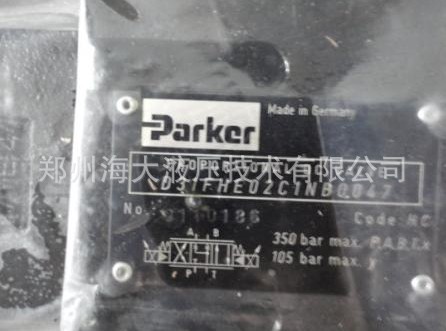 Made in Germany
Parker
郑州海大液压技术有限公司
D31FHE02C1NB0047
No.
Code: NC
A B
350 bar max. P,A,B,T,x
P T
105 bar max. y